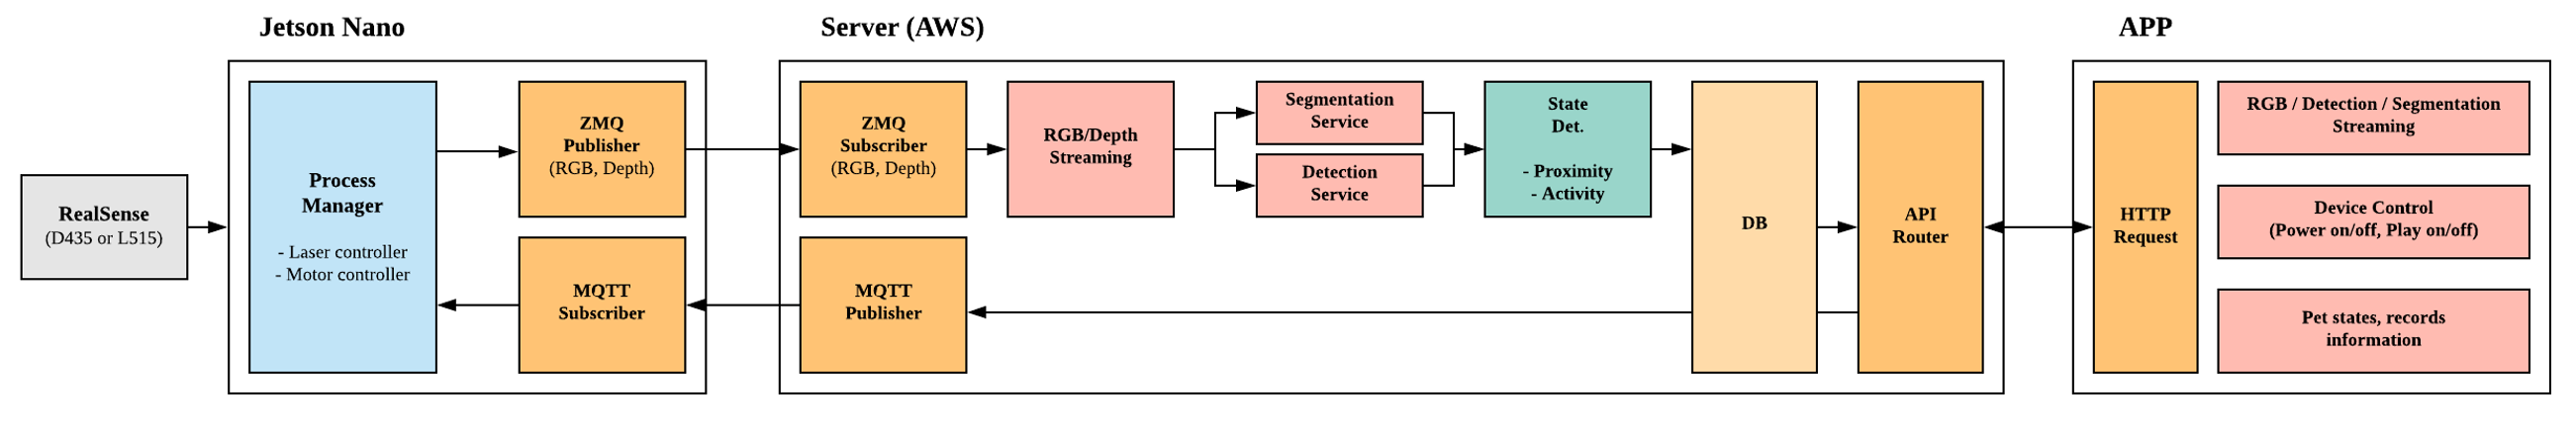 Jetson Nano
Server (AWS)
APP
RealSense
(D435 or L515)
Process
Manager
- Laser controller
- Motor controller
ZMQ
Publisher
(RGB, Depth)
MQTT
Subscriber
ZMQ
Subscriber
(RGB, Depth)
MQTT
Publisher
RGB/Depth
Streaming
Segmentation
Service
Detection
Service
State
Det.
- Proximity
- Activity
DB
API
Router
HTTP
Request
RGB / Detection / Segmentation
Streaming
Device Control
(Power on/off, Play on/off)
Pet states, records
information